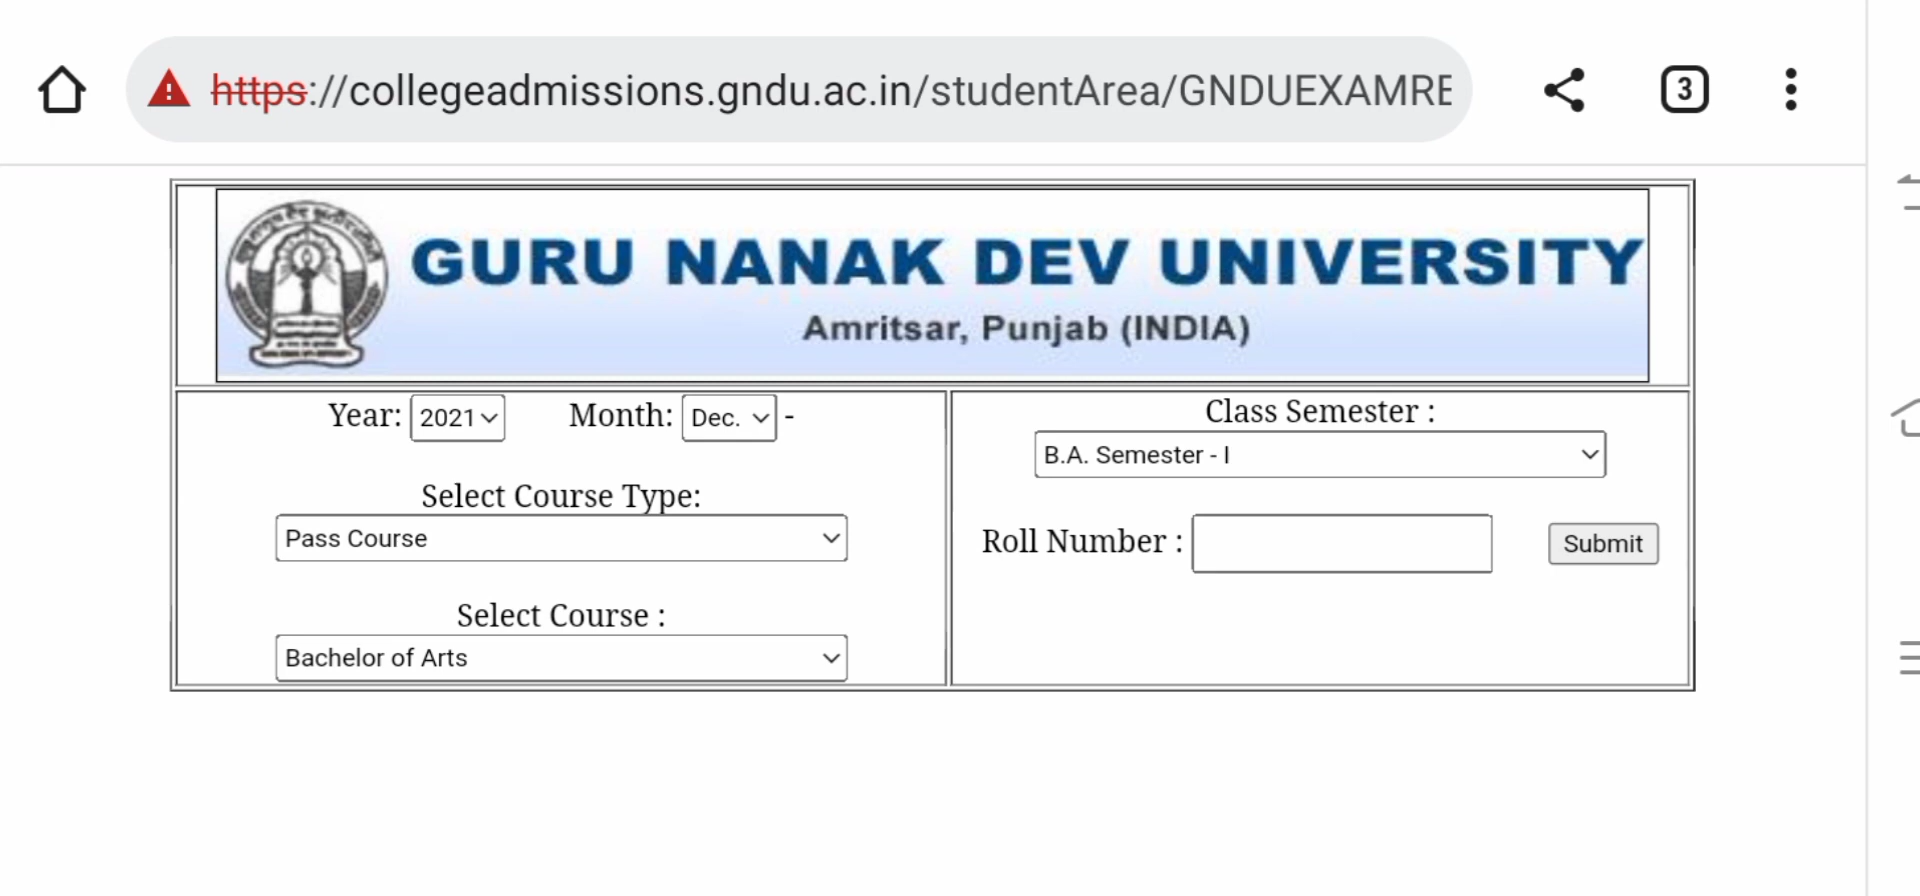 https://collegeadmissions.gndu.ac.in/studentArea/GNDUEXAMRE
3
GURU NANAK DEV UNIVERSITY
Amritsar, Punjab (INDIA)
Year: 2021 Month: Dec. -
Select Course Type:
Pass Course
Select Course :
Bachelor of Arts
Class Semester :
B.A. Semester - I
Roll Number : Submit